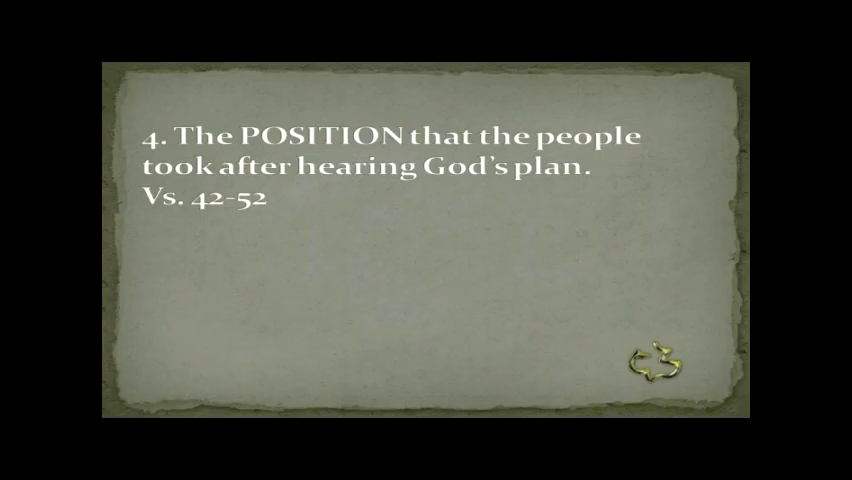 4. The POSITION that the people
took after hearing God's plan.
Vs. 42-52